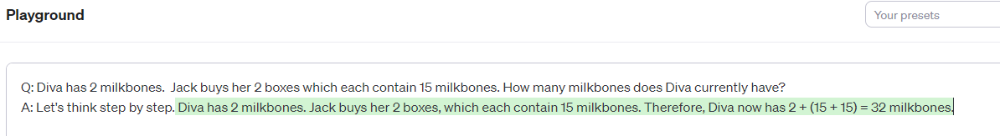 Playground
Your presets
Q: Diva has 2 milkbones.  Jack buys her 2 boxes which each contain 15 milkbones. How many milkbones does Diva currently have?
A: Let's think step by step. Diva has 2 milkbones. Jack buys her 2 boxes, which each contain 15 milkbones. Therefore, Diva now has 2 + (15 + 15) = 32 milkbones.